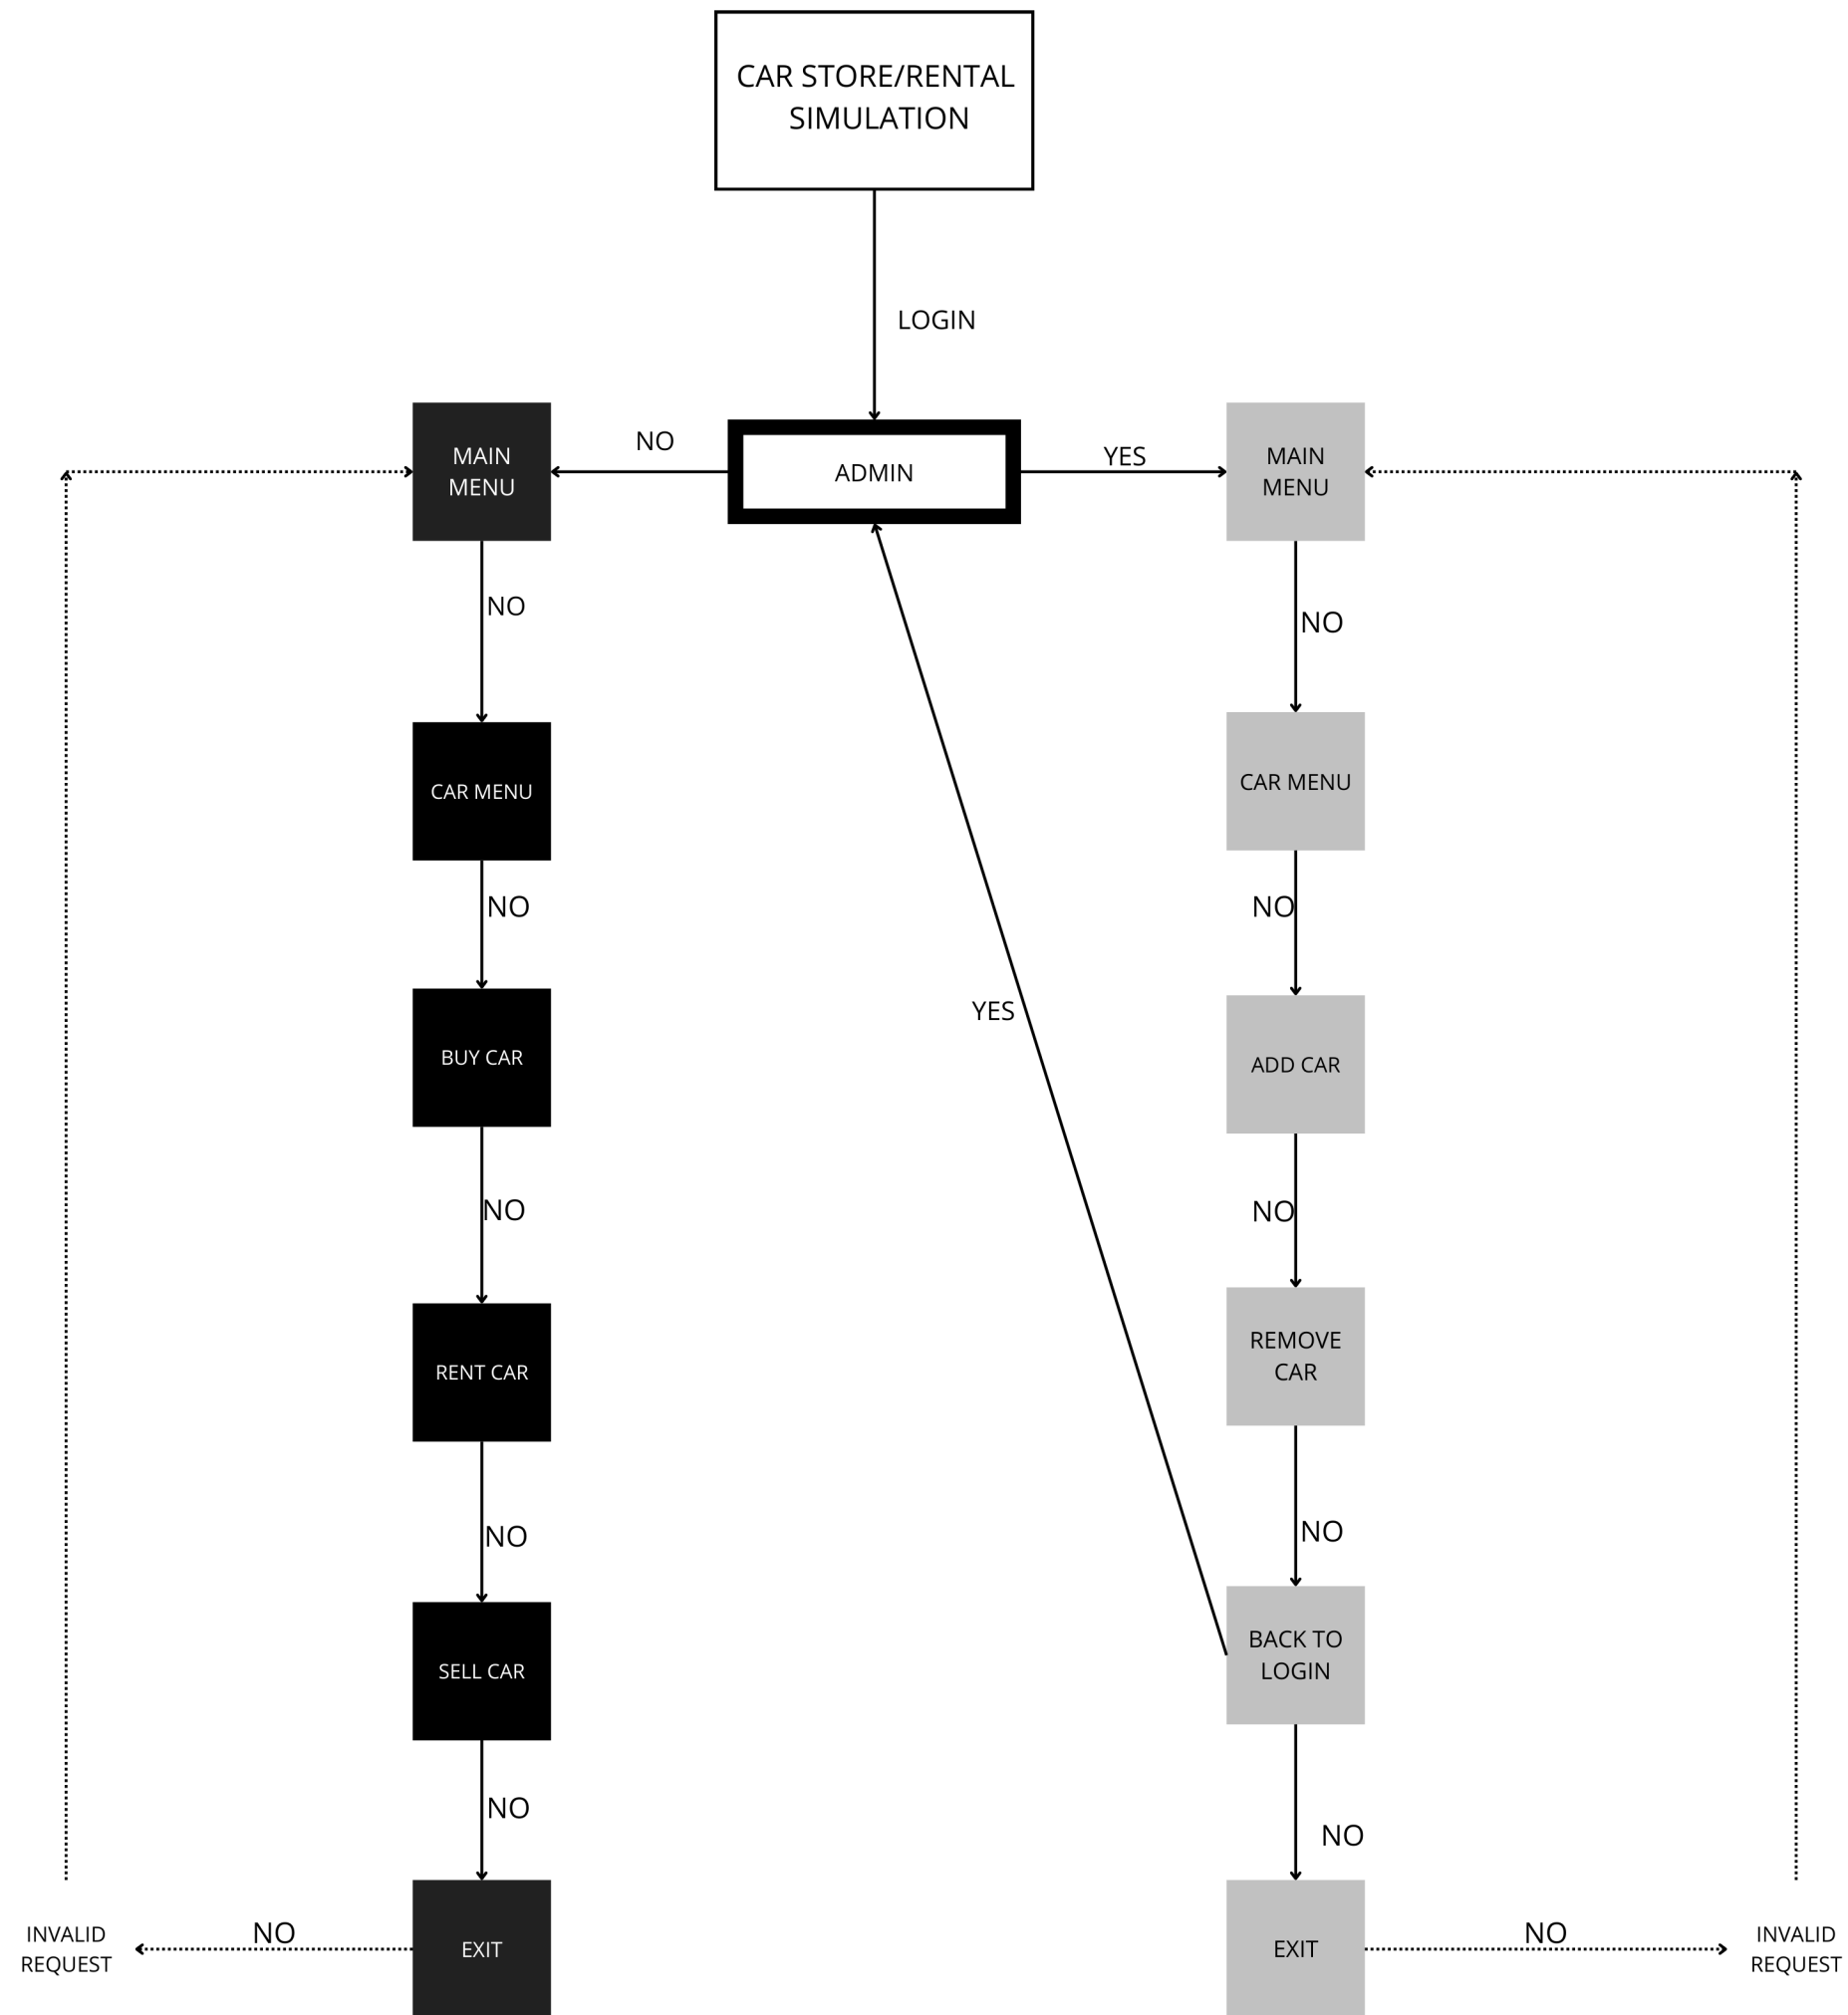 CAR STORE/RENTAL
SIMULATION
LOGIN
NO
YES
MAIN
MENU
ADMIN
MAIN
MENU
NO
NO
CAR MENU
CAR MENU
NO
NO
YES
BUY CAR
ADD CAR
NO
NO
RENT CAR
REMOVE
CAR
NO
NO
SELL CAR
BACK TO
LOGIN
NO
NO
INVALID
REQUEST
NO
EXIT
EXIT
NO
INVALID
REQUEST